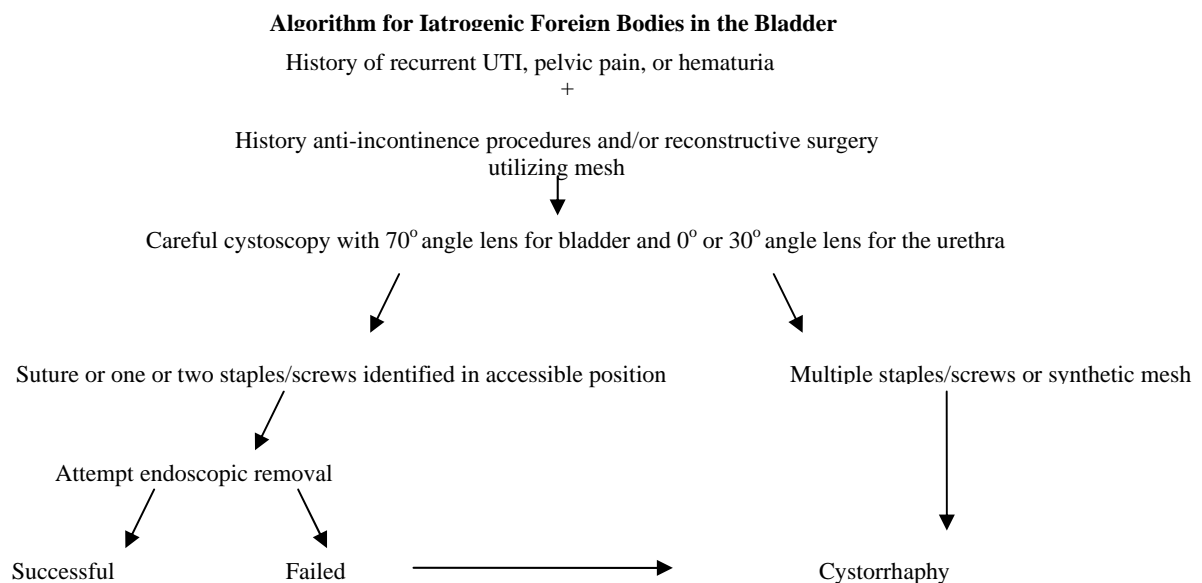 Algorithm for Iatrogenic Foreign Bodies in the Bladder
History of recurrent UTI, pelvic pain, or hematuria
+
History anti-incontinence procedures and/or reconstructive surgery
utilizing mesh
Careful cystoscopy with 70° angle lens for bladder and 0° or 30° angle lens for the urethra
Suture or one or two staples/screws identified in accessible position
Multiple staples/screws or synthetic mesh
Attempt endoscopic removal
Successful
Failed
Cystorrhaphy